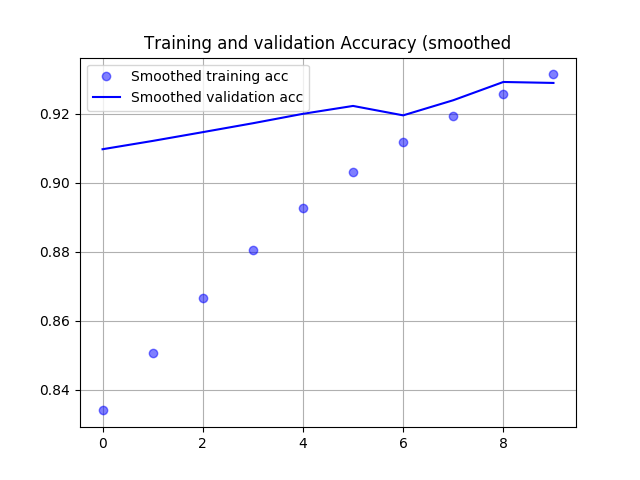 Training and validation Accuracy (smoothed
Smoothed training acc
Smoothed validation acc
0.92
0.90
0.88
0.86
0.84
0 2 4 6 8